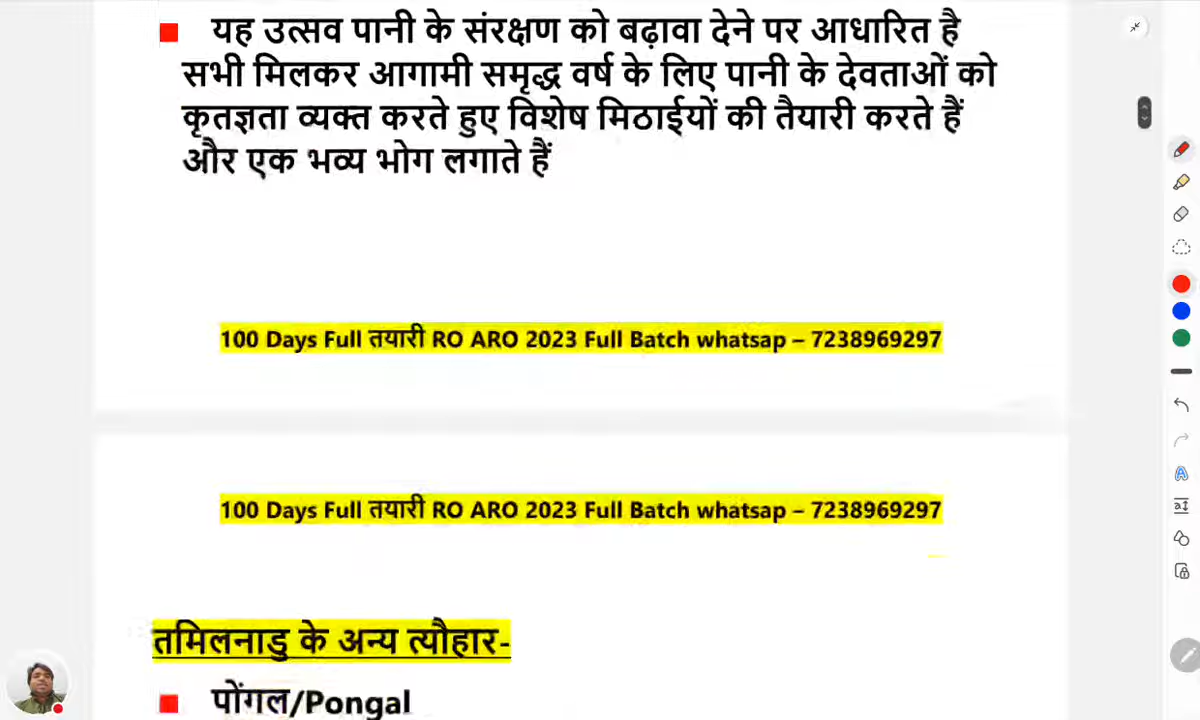 यह उत्सव पानी के संरक्षण को बढ़ावा देने पर आधारित है
सभी मिलकर आगामी समृद्ध वर्ष के लिए पानी के देवताओं को
कृतज्ञता व्यक्त करते हुए विशेष मिठाईयों की तैयारी करते हैं
और एक भव्य भोग लगाते हैं
100 Days Full तयारी RO ARO 2023 Full Batch whatsap – 7238969297
100 Days Full तयारी RO ARO 2023 Full Batch whatsap – 7238969297
तमिलनाडु के अन्य त्यौहार-
पोंगल/Pongal